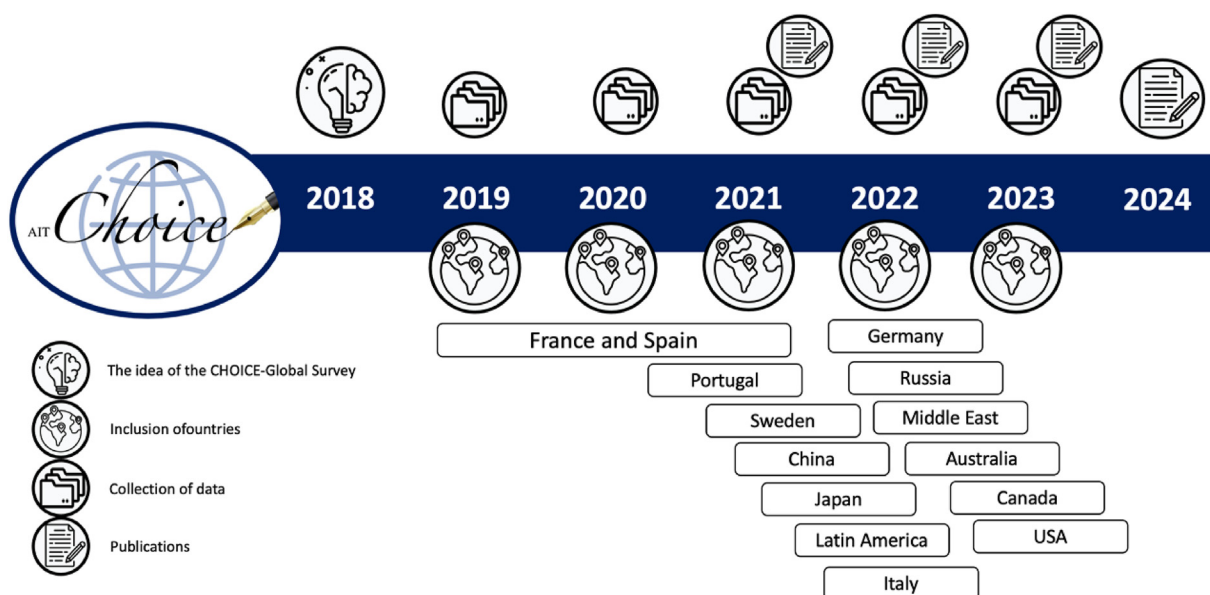 2018 2019 2020 2021 2022 2023 2024
AIT Choice
France and Spain
Germany
Portugal
Russia
Sweden
Middle East
China
Australia
Japan
Canada
Latin America
USA
Italy
The idea of the CHOICE-Global Survey
Inclusion ofountries
Collection of data
Publications